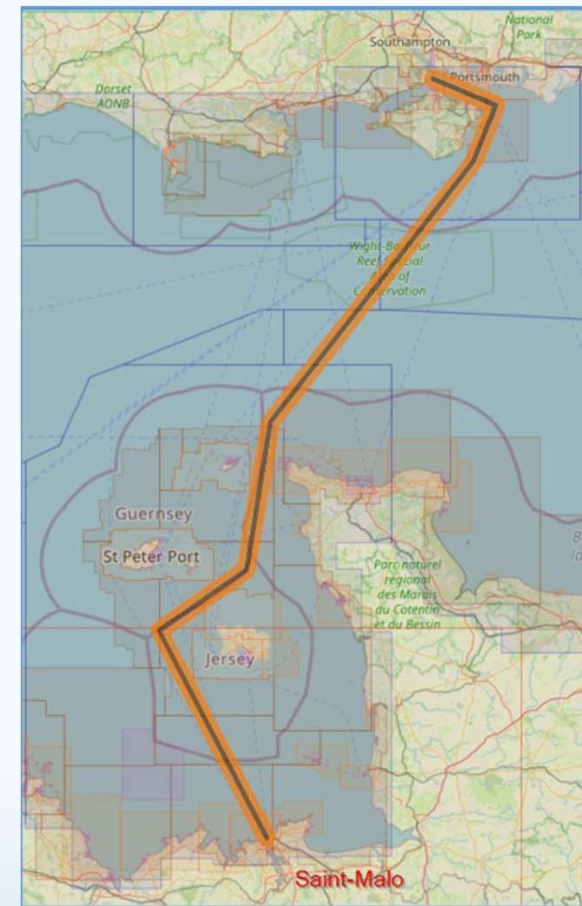 National
Park
Southampton
Portsmouth
Dorset
AONB
Wight-Barfleur
Reef Special
Area of
Conservation
Guernsey
St Peter Port
Parc naturel
régional
des Marais
du Cotentin
et du Bessin
Jersey
Saint-Malo